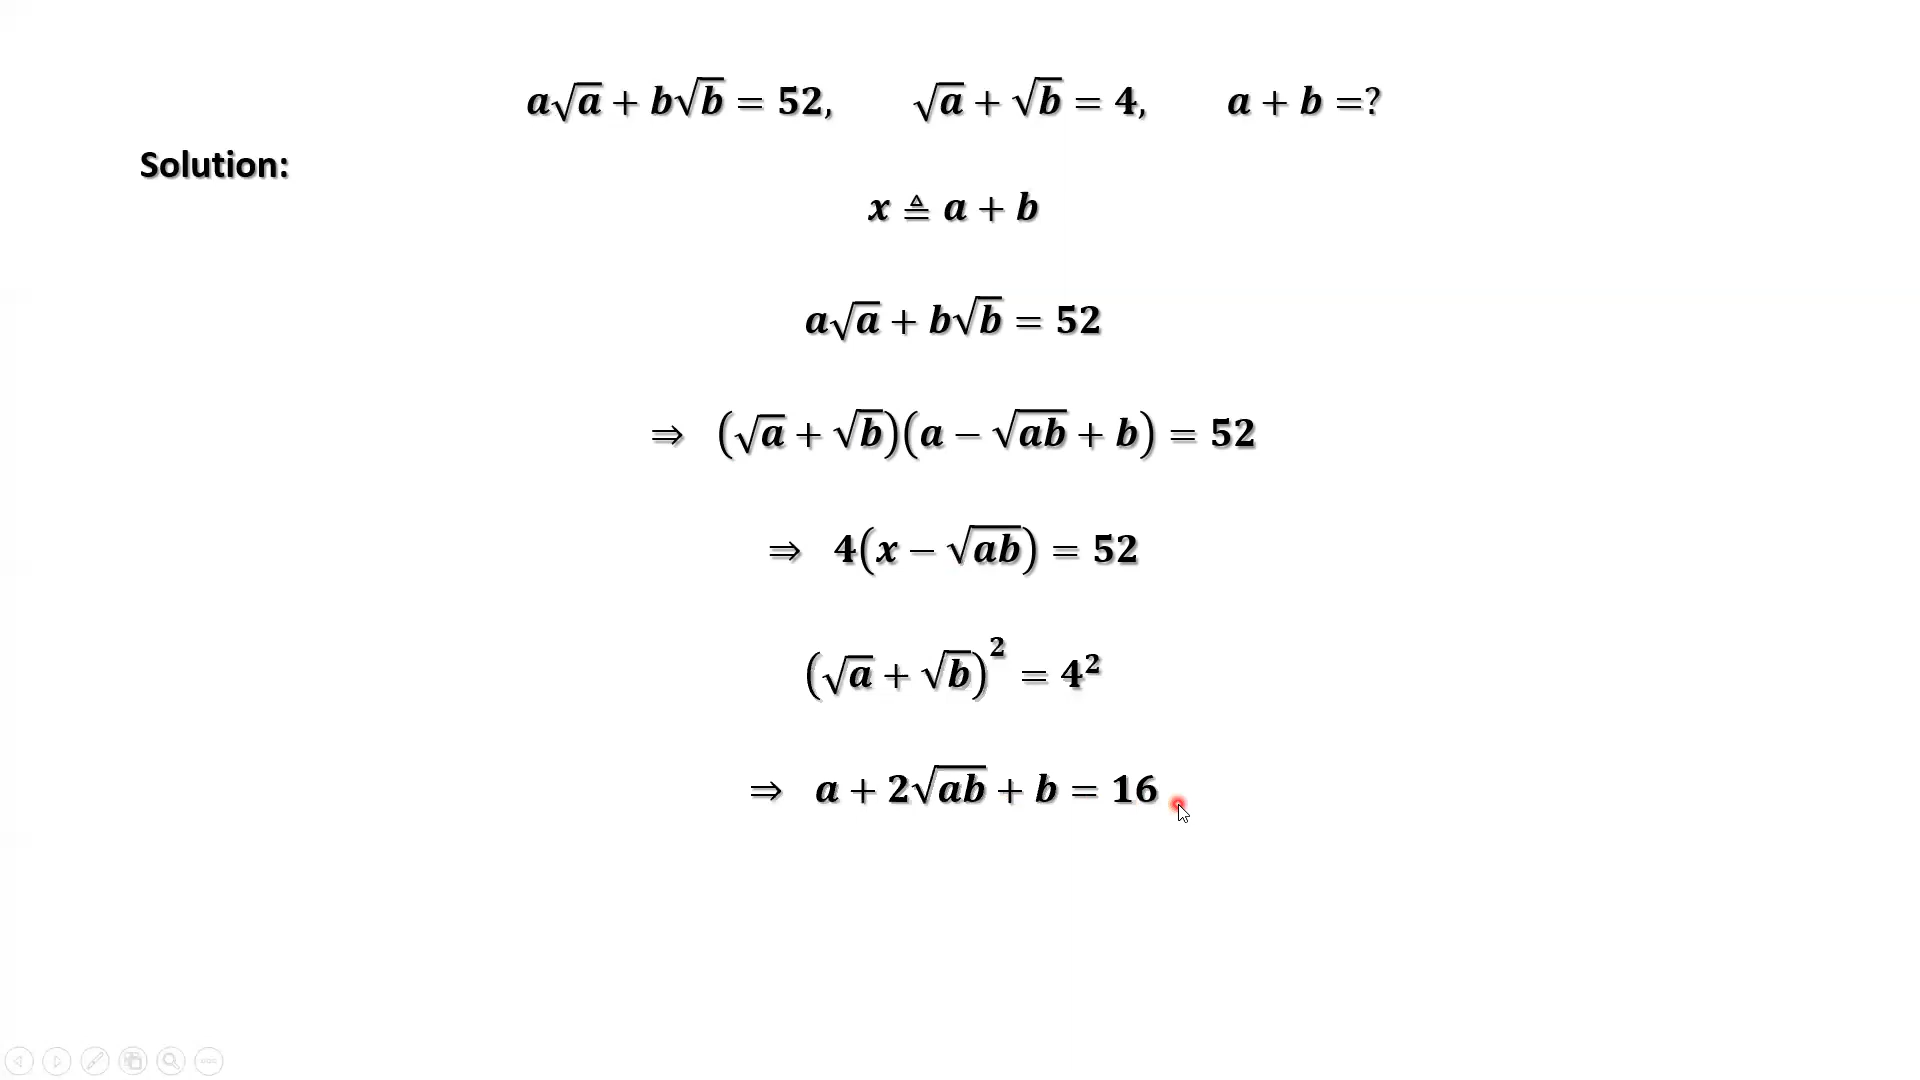 a√a + b√b = 52, √a + √b = 4, a + b =?
Solution:
x ≜ a + b
a√a + b√b = 52
⇒ (√a + √b)(a − √ab + b) = 52
⇒ 4(x − √ab) = 52
(√a + √b)² = 4²
⇒ a + 2√ab + b = 16